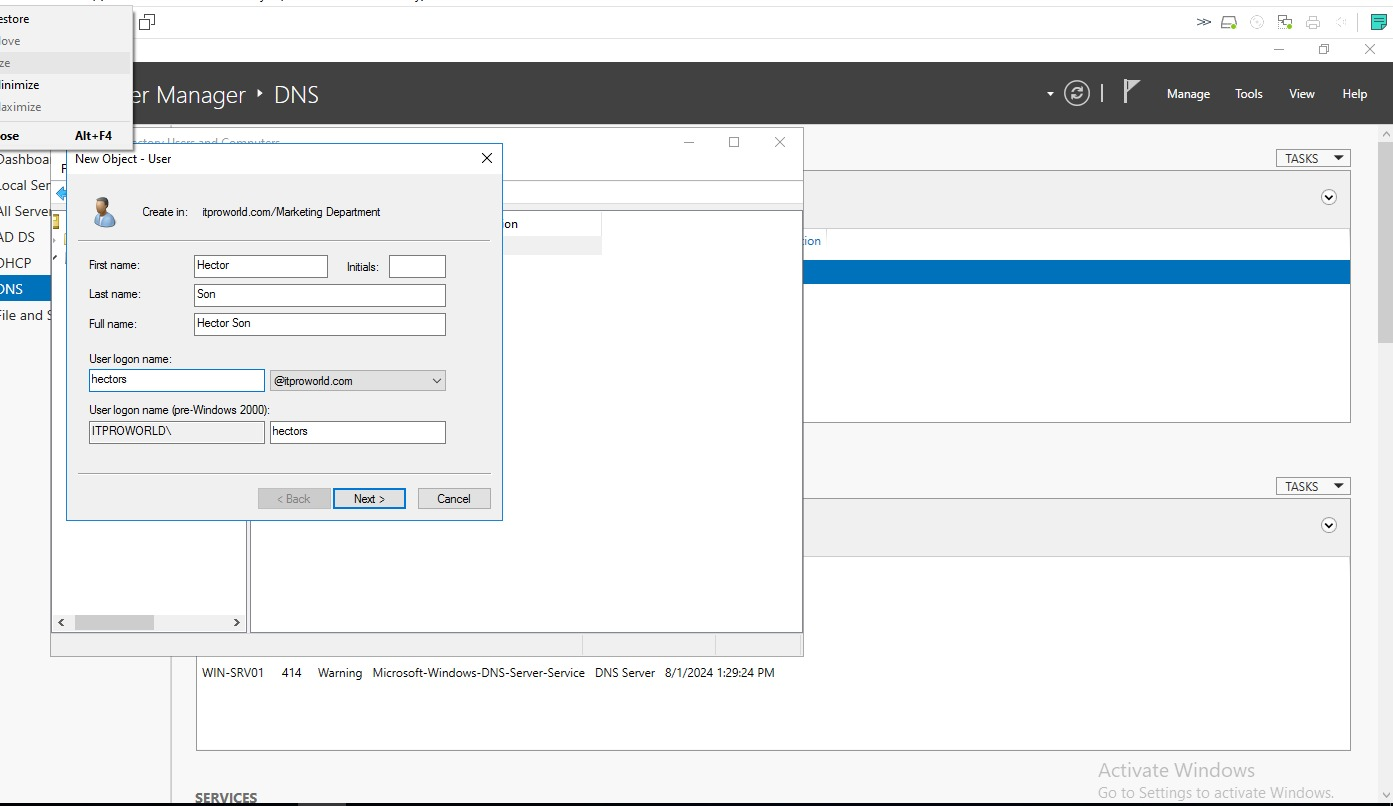 estore
ove
ze
inimize
aximize
ose Alt+F4
er Manager ‣ DNS
Manage Tools View Help
Dashboa
ocal Ser
All Server
AD DS
DHCP
DNS
ile and S
New Object - User
Create in: itproworld.com/Marketing Department
First name: Hector Initials:
Last name: Son
Full name: Hector Son
User logon name:
hectors @itproworld.com
User logon name (pre-Windows 2000):
ITPROWORLD\ hectors
< Back Next > Cancel
on
TASKS
ion
TASKS
WIN-SRV01 414 Warning Microsoft-Windows-DNS-Server-Service DNS Server 8/1/2024 1:29:24 PM
Activate Windows
Go to Settings to activate Windows.
SERVICES